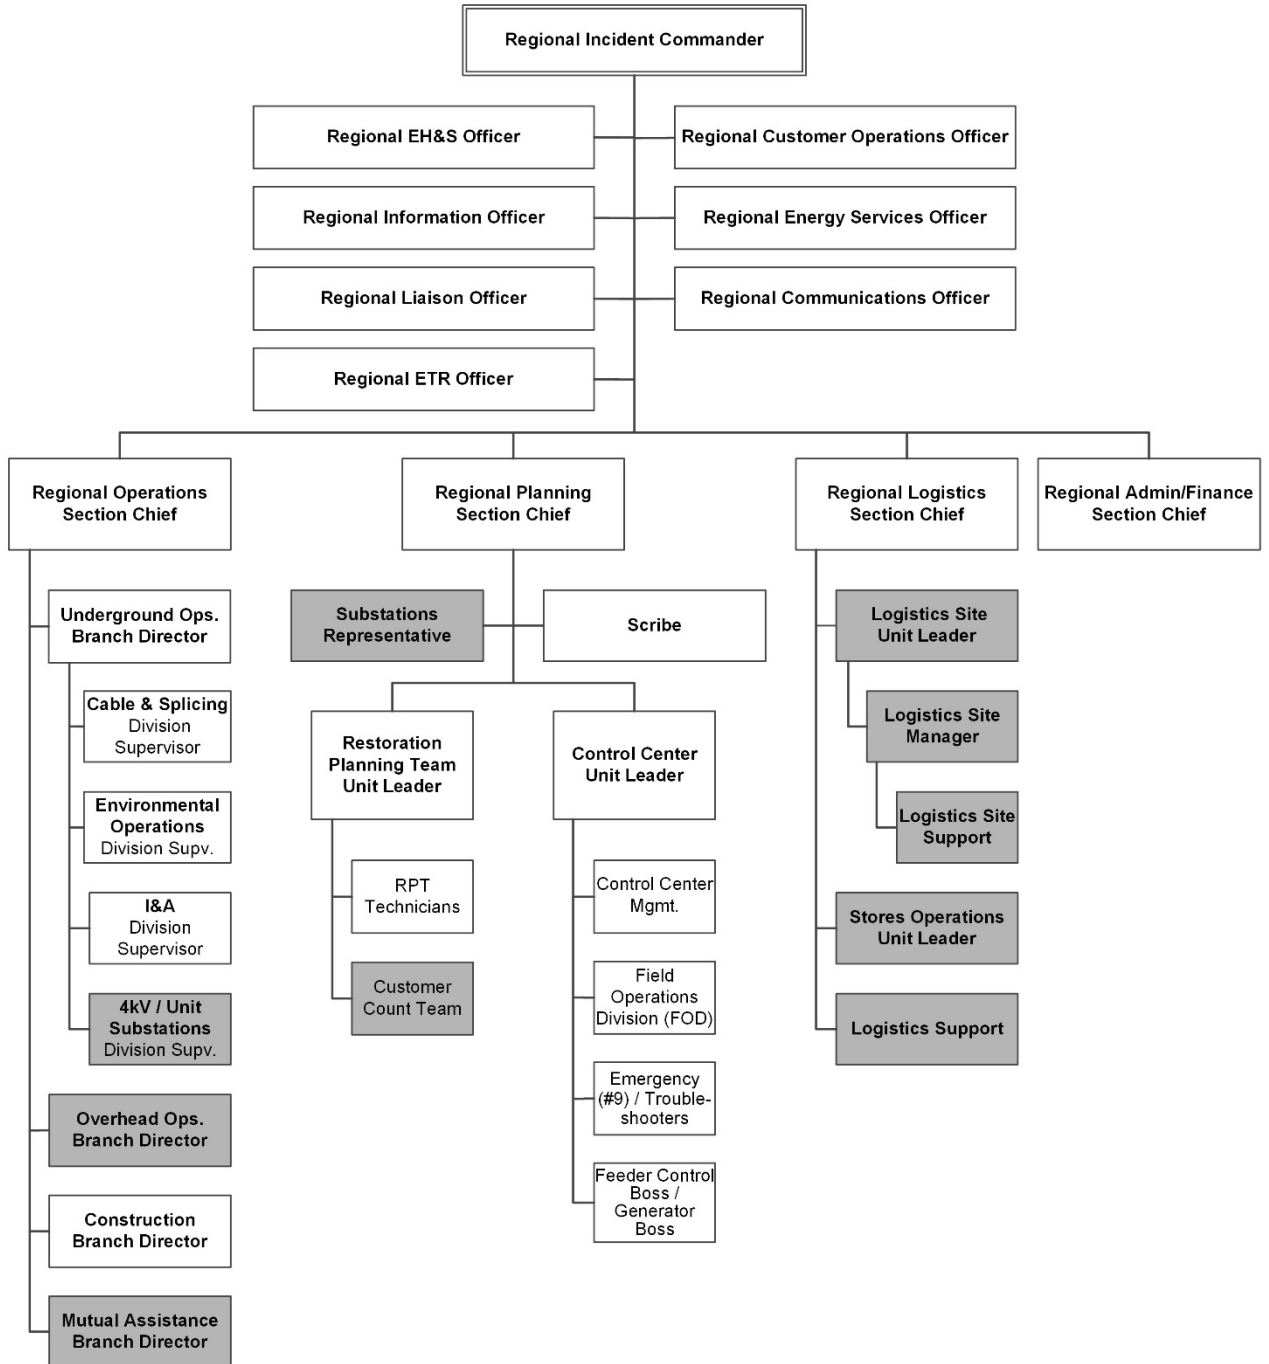 Regional Incident Commander
Regional EH&S Officer
Regional Customer Operations Officer
Regional Information Officer
Regional Energy Services Officer
Regional Liaison Officer
Regional Communications Officer
Regional ETR Officer
Regional Operations
Section Chief
Regional Planning
Section Chief
Regional Logistics
Section Chief
Regional Admin/Finance
Section Chief
Underground Ops.
Branch Director
Cable & Splicing
Division
Supervisor
Environmental
Operations
Division Supv.
I&A
Division
Supervisor
4kV / Unit
Substations
Division Supv.
Overhead Ops.
Branch Director
Construction
Branch Director
Mutual Assistance
Branch Director
Substations
Representative
Scribe
Restoration
Planning Team
Unit Leader
RPT
Technicians
Customer
Count Team
Control Center
Unit Leader
Control Center
Mgmt.
Field
Operations
Division (FOD)
Emergency
(#9) / Trouble-
shooters
Feeder Control
Boss /
Generator
Boss
Logistics Site
Unit Leader
Logistics Site
Manager
Logistics Site
Support
Stores Operations
Unit Leader
Logistics Support